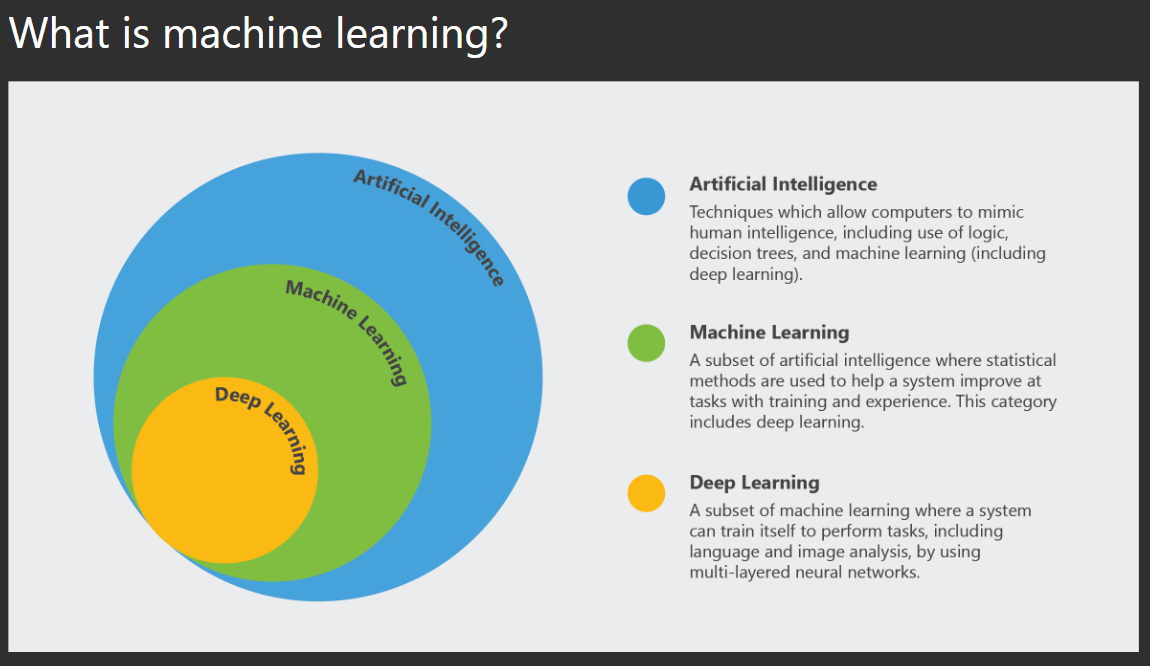 What is machine learning?
Artificial Intelligence
Machine Learning
Deep Learning
Artificial Intelligence
Techniques which allow computers to mimic
human intelligence, including use of logic,
decision trees, and machine learning (including
deep learning).
Machine Learning
A subset of artificial intelligence where statistical
methods are used to help a system improve at
tasks with training and experience. This category
includes deep learning.
Deep Learning
A subset of machine learning where a system
can train itself to perform tasks, including
language and image analysis, by using
multi-layered neural networks.